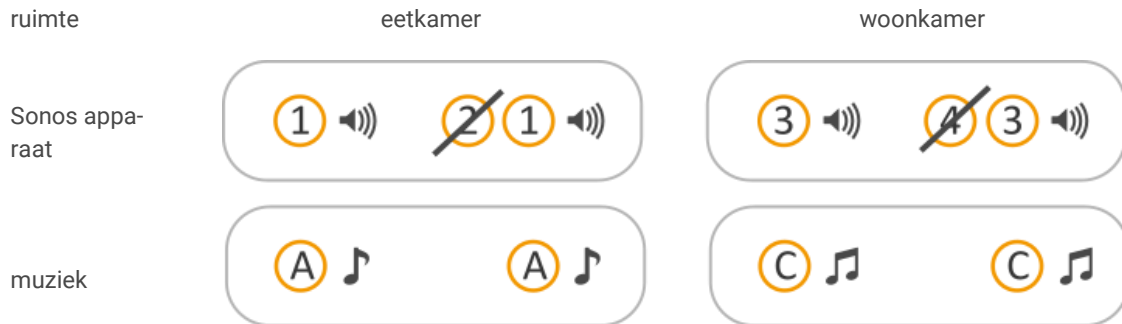 ruimte eetkamer woonkamer
1 2 1 3 4 3
Sonos appa-
raat
A A C C
muziek